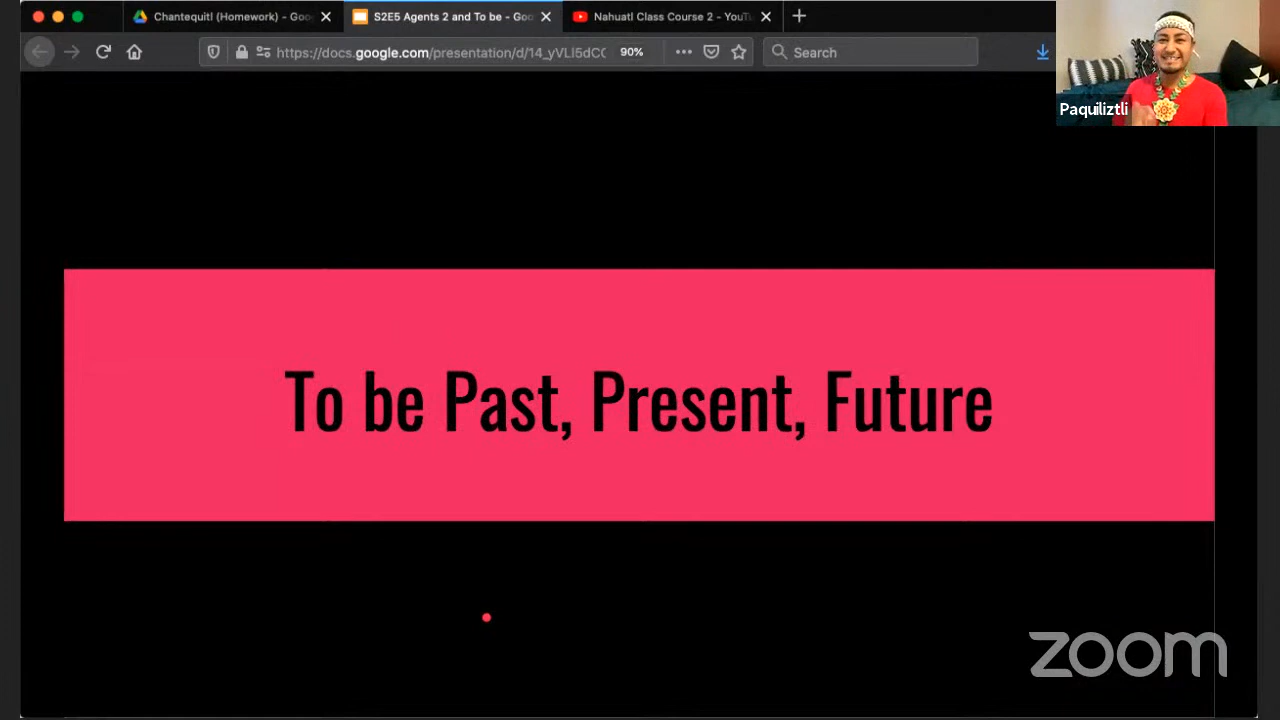 Chantequitl (Homework) - Goo
S2E5 Agents 2 and To be - Goo
Nahuatl Class Course 2 - YouTu
https://docs.google.com/presentation/d/14_yVLI5dC
90%
Search
Paquiliztli
To be Past, Present, Future
zoom